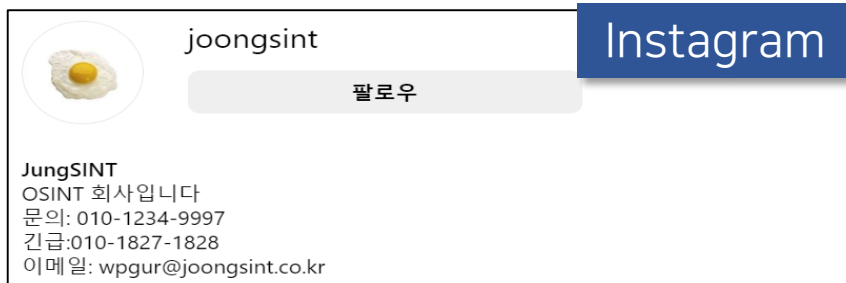 joongsint
Instagram
팔로우
JungSINT
OSINT 회사입니다
문의: 010-1234-9997
긴급:010-1827-1828
이메일: wpgur@joongsint.co.kr